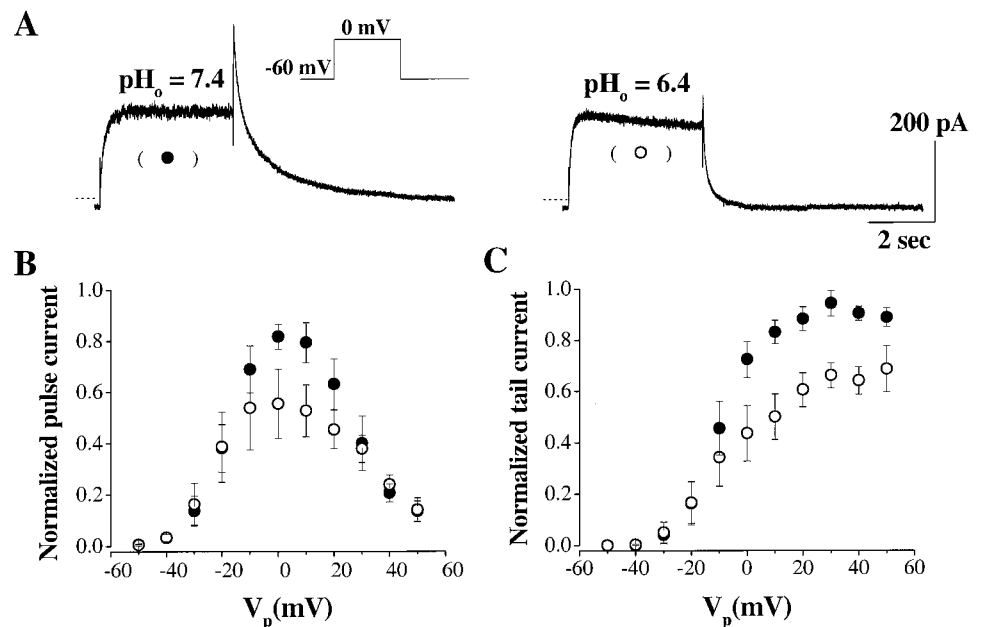 A
0 mV
-60 mV
pHo = 7.4
pHo = 6.4
( ● )
( ○ )
200 pA
2 sec
B
C
Normalized pulse current
1.0
0.8
0.6
0.4
0.2
0.0
-60 -40 -20 0 20 40 60
Vp(mV)
Normalized tail current
1.0
0.8
0.6
0.4
0.2
0.0
-60 -40 -20 0 20 40 60
Vp(mV)